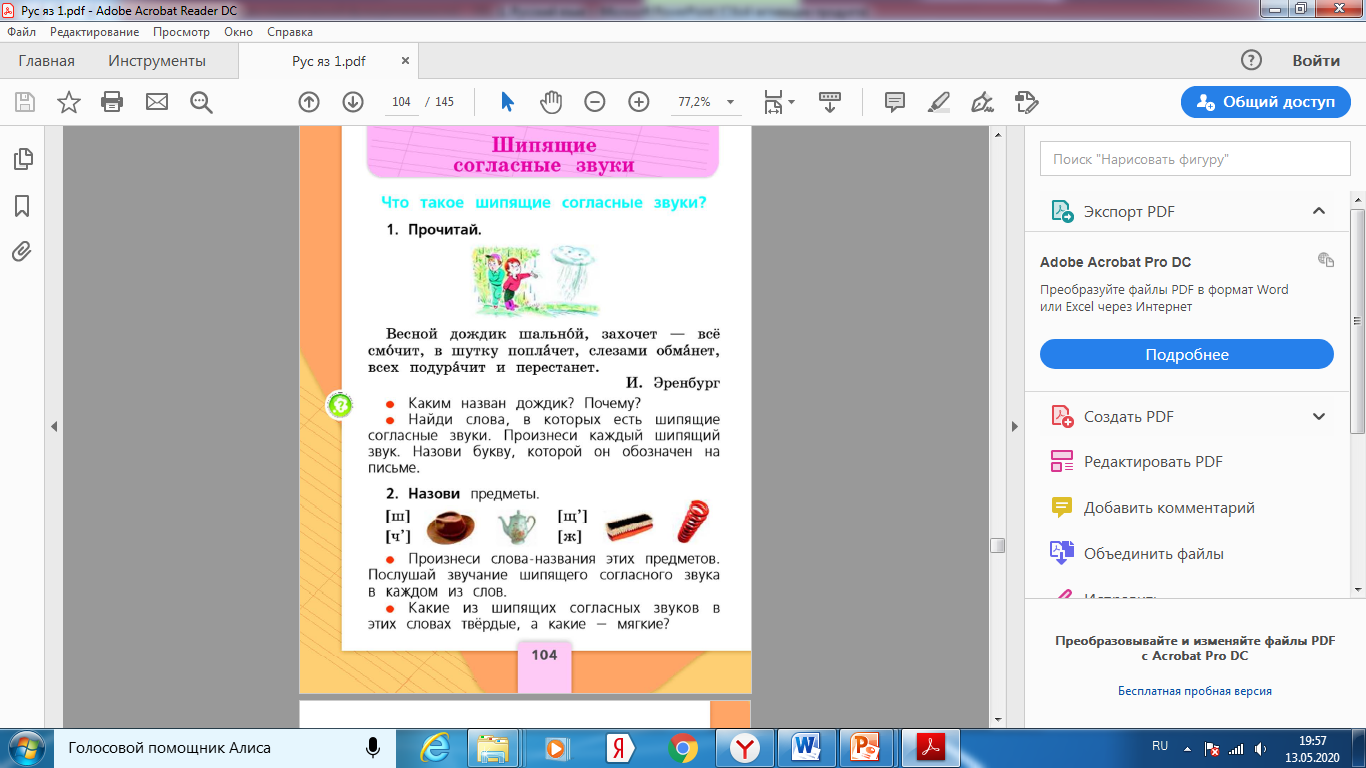 Рус яз 1.pdf - Adobe Acrobat Reader DC
Файл Редактирование Просмотр Окно Справка
Главная Инструменты Рус яз 1.pdf × ? Войти
104 / 145 77,2% Общий доступ
Шипящие
согласные звуки
Что такое шипящие согласные звуки?
1. Прочитай.
Весной дождик шально́й, захочет — всё
смо́чит, в шутку попла́чет, слезами обма́нет,
всех подура́чит и перестанет.
И. Эренбург
? • Каким назван дождик? Почему?
• Найди слова, в которых есть шипящие
согласные звуки. Произнеси каждый шипящий
звук. Назови букву, которой он обозначен на
письме.
2. Назови предметы.
[ш] [щ’]
[ч’] [ж]
• Произнеси слова-названия этих предметов.
Послушай звучание шипящего согласного звука
в каждом из слов.
• Какие из шипящих согласных звуков в
этих словах твёрдые, а какие — мягкие?
104
Поиск "Нарисовать фигуру"
Экспорт PDF
Adobe Acrobat Pro DC
Преобразуйте файлы PDF в формат Word
или Excel через Интернет
Подробнее
Создать PDF
Редактировать PDF
Добавить комментарий
Объединить файлы
Преобразовывайте и изменяйте файлы PDF
с Acrobat Pro DC
Бесплатная пробная версия
Голосовой помощник Алиса
RU 19:57
13.05.2020